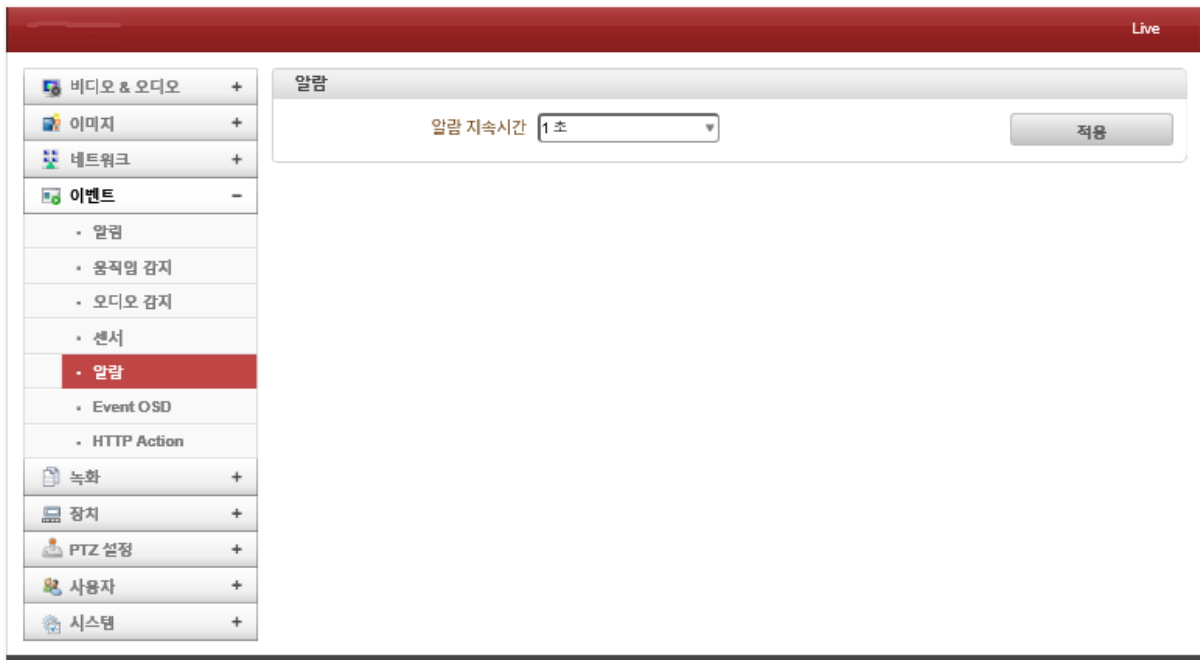 Live
비디오 & 오디오 +
이미지 +
네트워크 +
이벤트 -
· 알림
· 움직임 감지
· 오디오 감지
· 센서
· 알람
· Event OSD
· HTTP Action
녹화 +
장치 +
PTZ 설정 +
사용자 +
시스템 +
알람
알람 지속시간 1 초
적용